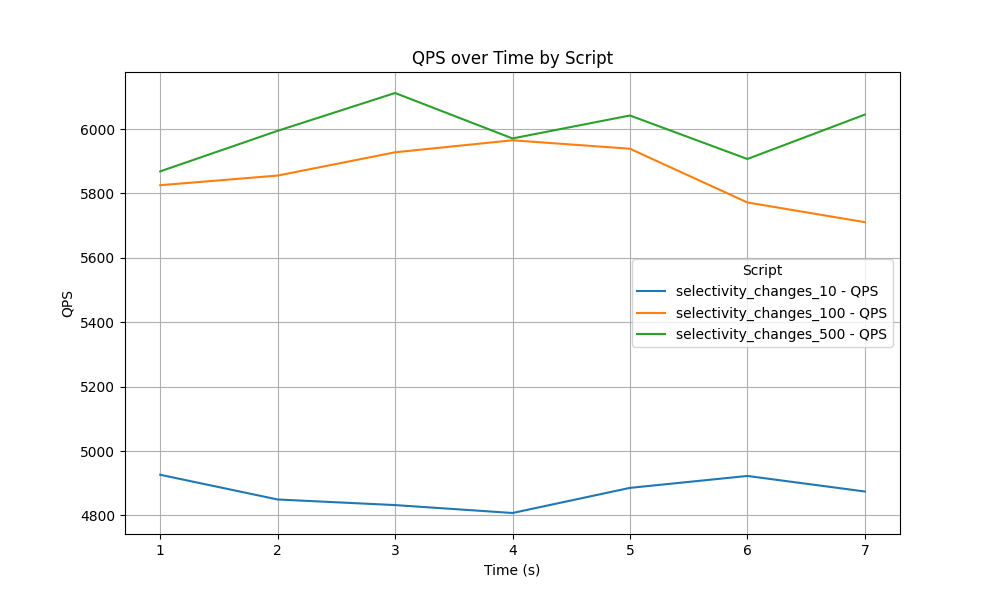 QPS over Time by Script
QPS
6000
5800
5600
5400
5200
5000
4800
Script
selectivity_changes_10 - QPS
selectivity_changes_100 - QPS
selectivity_changes_500 - QPS
1 2 3 4 5 6 7
Time (s)